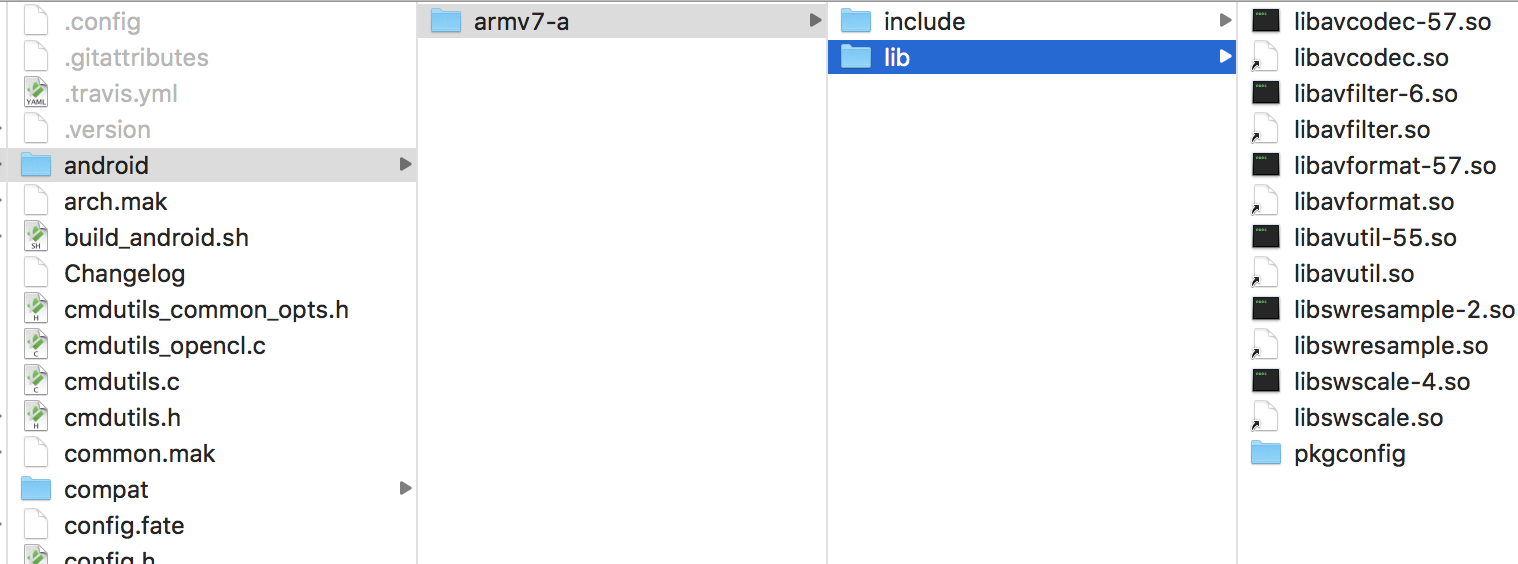 .config
.gitattributes
.travis.yml
.version
android
arch.mak
build_android.sh
Changelog
cmdutils_common_opts.h
cmdutils_opencl.c
cmdutils.c
cmdutils.h
common.mak
compat
config.fate
config.h
armv7-a
include
lib
libavcodec-57.so
libavcodec.so
libavfilter-6.so
libavfilter.so
libavformat-57.so
libavformat.so
libavutil-55.so
libavutil.so
libswresample-2.so
libswresample.so
libswscale-4.so
libswscale.so
pkgconfig
YAML
SH
H
C
C
H